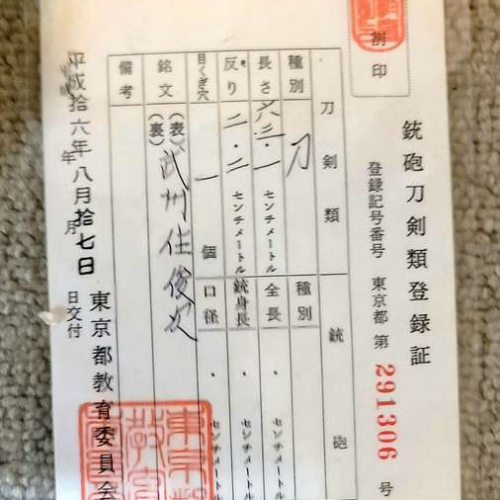 銃砲刀剣類登録証
割印
登録記号番号 東京都 第 291306 号
刀剣類 銃砲
種別 刀 種別
長さ 六三・一 センチメートル 全長 ・ センチメートル
反り 二・二 センチメートル 銃身長 ・ センチメートル
目くぎ穴 一 個 口径 ・ センチメートル
銘文 (表) 武州住俊次
(裏)
備考
平成拾六年八月拾七日
年 月 日交付
東京都教育委員会